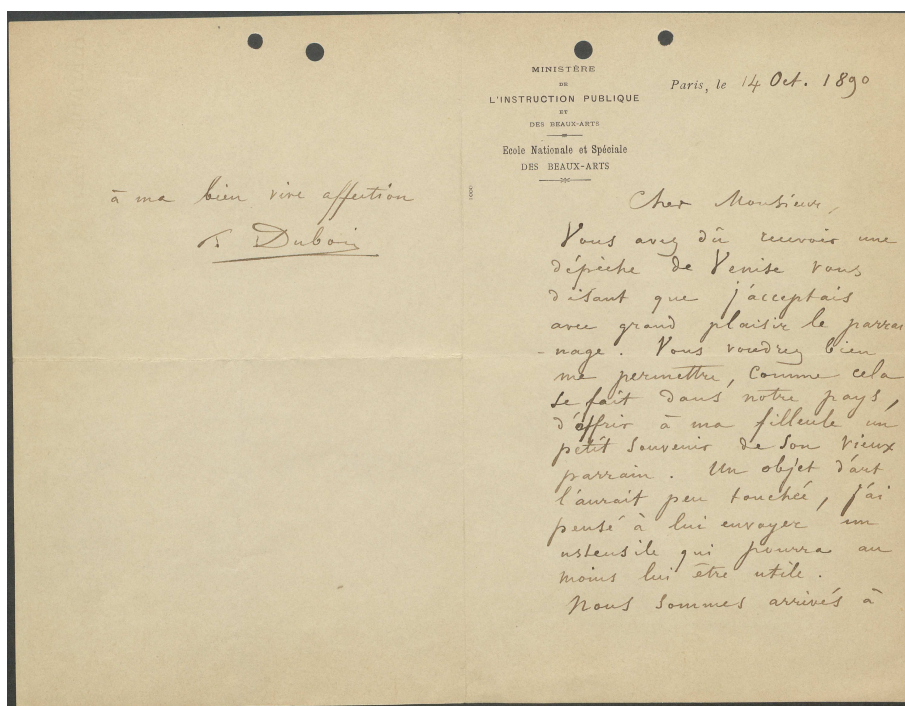 MINISTÈRE
DE
L'INSTRUCTION PUBLIQUE
ET
DES BEAUX-ARTS
Ecole Nationale et Spéciale
DES BEAUX-ARTS
Paris, le 14 Oct. 1890
Cher Monsieur,
Vous avez dû recevoir une
dépèche de Venise vous
disant que j'acceptais
avec grand plaisir le parrai
-nage. Vous voudrez bien
me permettre, comme cela
se fait dans notre pays,
d'offrir à ma filleule un
petit souvenir de son vieux
parrain. Un objet d'art
l'aurait peu touchée, j'ai
pensé à lui envoyer un
ustensile qui pourra au
moins lui être utile.
Nous sommes arrivés à
à ma bien vive affection
P Dubois